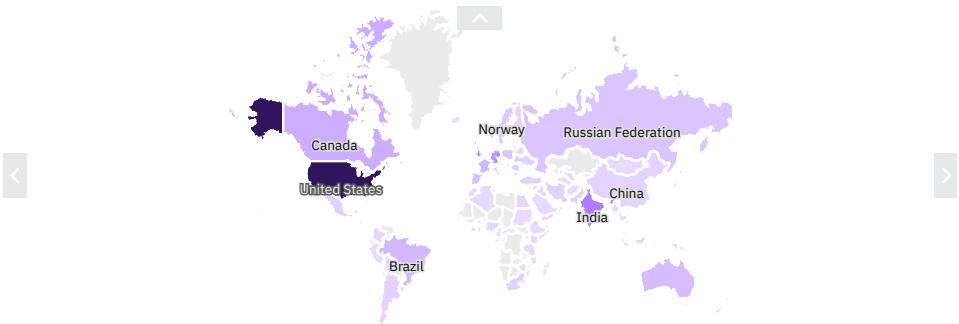 Norway
Russian Federation
Canada
United States
China
India
Brazil